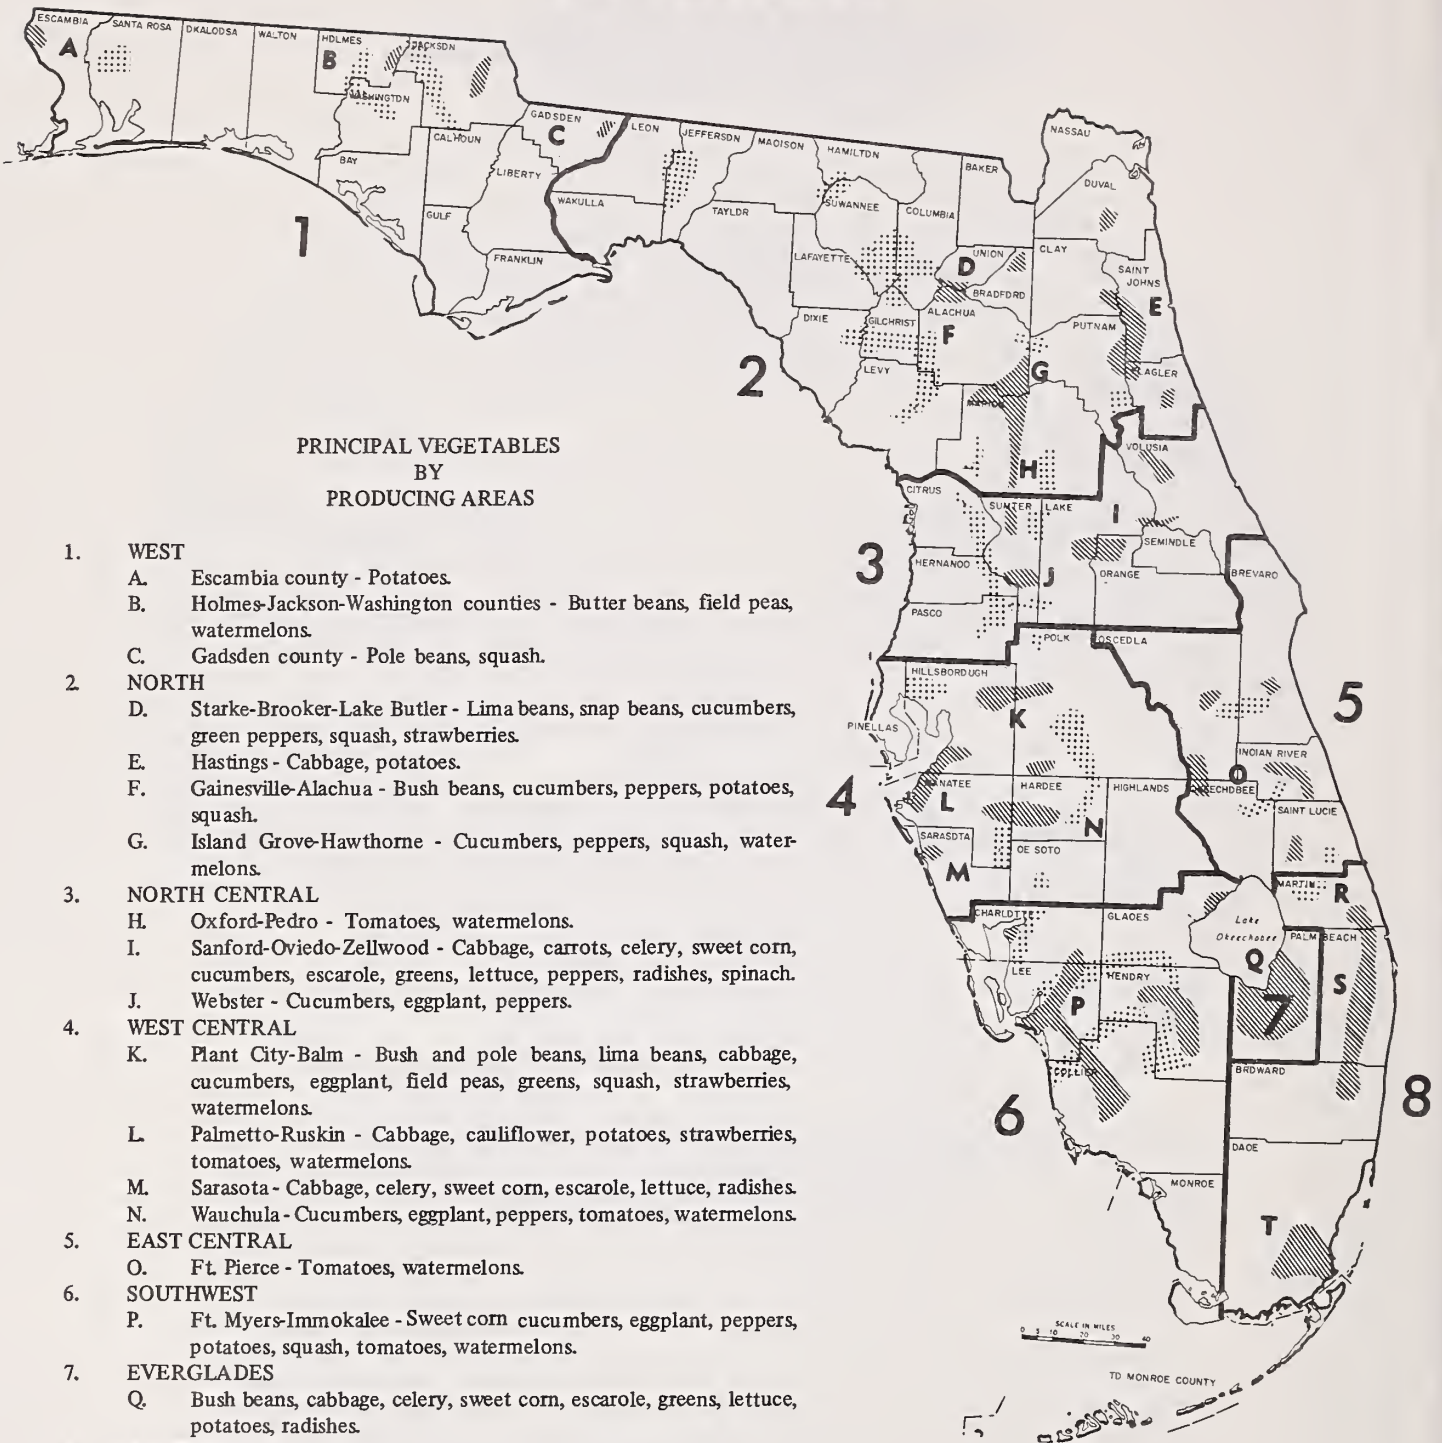 PRINCIPAL VEGETABLES
BY
PRODUCING AREAS
1. WEST
A. Escambia county - Potatoes.
B. Holmes-Jackson-Washington counties - Butter beans, field peas,
watermelons.
C. Gadsden county - Pole beans, squash.
2. NORTH
D. Starke-Brooker-Lake Butler - Lima beans, snap beans, cucumbers,
green peppers, squash, strawberries.
E. Hastings - Cabbage, potatoes.
F. Gainesville-Alachua - Bush beans, cucumbers, peppers, potatoes,
squash.
G. Island Grove-Hawthorne - Cucumbers, peppers, squash, water-
melons.
3. NORTH CENTRAL
H. Oxford-Pedro - Tomatoes, watermelons.
I. Sanford-Oviedo-Zellwood - Cabbage, carrots, celery, sweet corn,
cucumbers, escarole, greens, lettuce, peppers, radishes, spinach.
J. Webster - Cucumbers, eggplant, peppers.
4. WEST CENTRAL
K. Plant City-Balm - Bush and pole beans, lima beans, cabbage,
cucumbers, eggplant, field peas, greens, squash, strawberries,
watermelons.
L. Palmetto-Ruskin - Cabbage, cauliflower, potatoes, strawberries,
tomatoes, watermelons.
M. Sarasota - Cabbage, celery, sweet corn, escarole, lettuce, radishes.
N. Wauchula - Cucumbers, eggplant, peppers, tomatoes, watermelons.
5. EAST CENTRAL
O. Ft. Pierce - Tomatoes, watermelons.
6. SOUTHWEST
P. Ft. Myers-Immokalee - Sweet corn cucumbers, eggplant, peppers,
potatoes, squash, tomatoes, watermelons.
7. EVERGLADES
Q. Bush beans, cabbage, celery, sweet corn, escarole, greens, lettuce,
potatoes, radishes.
ESCAMBIA
SANTA ROSA
OKALOOSA
WALTON
HOLMES
JACKSON
A
B
WASHINGTON
GADSDEN
C
LEON
JEFFERSON
MADISON
HAMILTON
BAKER
NASSAU
DUVAL
BAY
CALHOUN
LIBERTY
GULF
FRANKLIN
WAKULLA
1
TAYLOR
SUWANNEE
COLUMBIA
LAFAYETTE
D
UNION
BRADFORD
CLAY
SAINT
JOHNS
E
DIXIE
GILCHRIST
ALACHUA
F
PUTNAM
G
FLAGLER
2
LEVY
MARION
H
VOLUSIA
CITRUS
SUMTER
LAKE
I
SEMINOLE
3
HERNANDO
J
ORANGE
BREVARD
PASCO
POLK
OSCEOLA
HILLSBOROUGH
PINELLAS
K
5
INDIAN RIVER
4
MANATEE
L
HARDEE
HIGHLANDS
O
OKEECHOBEE
SAINT LUCIE
SARASOTA
N
DE SOTO
M
MARTIN
R
CHARLOTTE
GLADES
Lake
Okeechobee
PALM BEACH
Q
LEE
HENDRY
P
7
S
COLLIER
BROWARD
6
8
DADE
MONROE
T
SCALE IN MILES
0 5 10 20 30 40
TO MONROE COUNTY